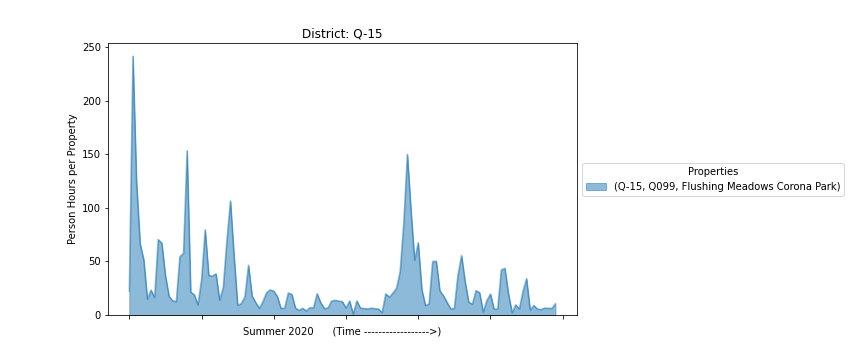 District: Q-15
250
200
150
100
50
0
Person Hours per Property
Summer 2020 (Time ------------------>)
Properties
(Q-15, Q099, Flushing Meadows Corona Park)